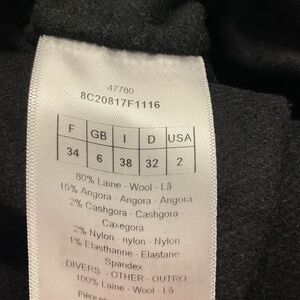 47780
8C20817F1116
F GB I D USA
34 6 38 32 2
80% Laine - Wool - Lã
15% Angora - Angora - Angora
2% Cashgora - Cashgora
Caxegora
2% Nylon - nylon - Nylon
1% Elasthanne - Elastane
Spandex
DIVERS - OTHER - OUTRO
100% Laine - Wool - Lã